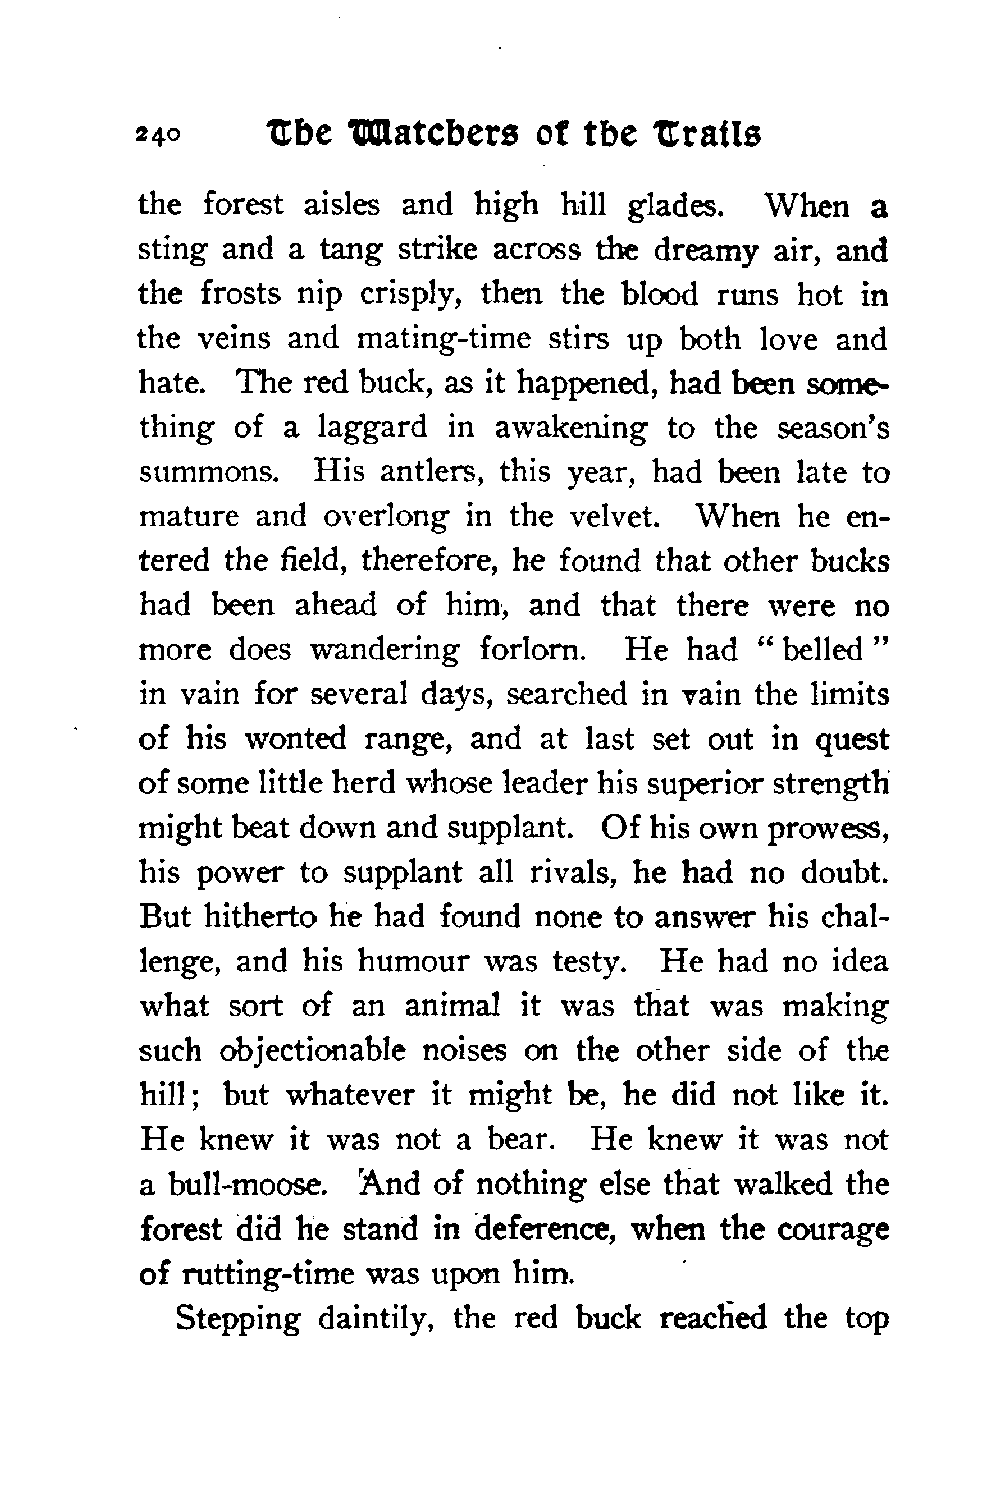 240 The Watchers of the Trails
the forest aisles and high hill glades. When a
sting and a tang strike across the dreamy air, and
the frosts nip crisply, then the blood runs hot in
the veins and mating-time stirs up both love and
hate. The red buck, as it happened, had been some-
thing of a laggard in awakening to the season's
summons. His antlers, this year, had been late to
mature and overlong in the velvet. When he en-
tered the field, therefore, he found that other bucks
had been ahead of him, and that there were no
more does wandering forlorn. He had “ belled ”
in vain for several days, searched in vain the limits
of his wonted range, and at last set out in quest
of some little herd whose leader his superior strength
might beat down and supplant. Of his own prowess,
his power to supplant all rivals, he had no doubt.
But hitherto he had found none to answer his chal-
lenge, and his humour was testy. He had no idea
what sort of an animal it was that was making
such objectionable noises on the other side of the
hill; but whatever it might be, he did not like it.
He knew it was not a bear. He knew it was not
a bull-moose. And of nothing else that walked the
forest did he stand in deference, when the courage
of rutting-time was upon him.
Stepping daintily, the red buck reached the top